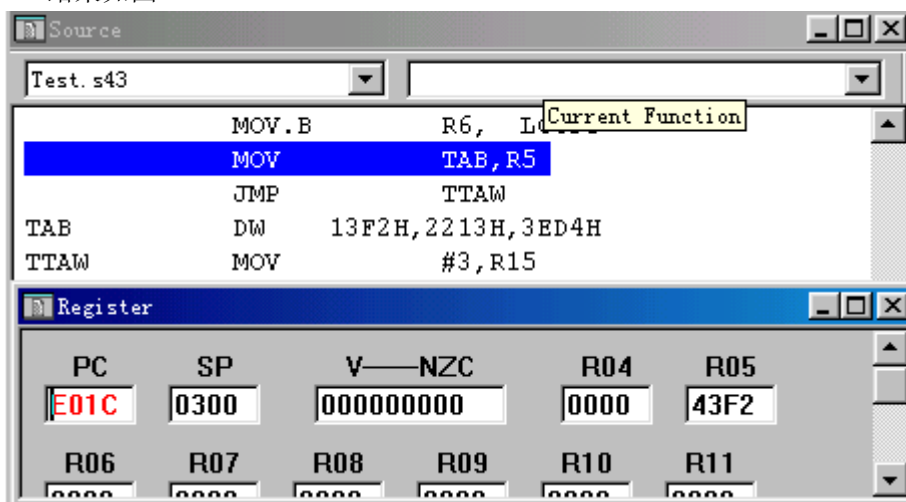 Source
Test. s43
Current Function
MOV.B R6,
MOV TAB,R5
JMP TTAW
TAB DW 13F2H,2213H,3ED4H
TTAW MOV #3,R15
Register
PC SP V——NZC R04 R05
E01C 0300 000000000 0000 43F2
R06 R07 R08 R09 R10 R11